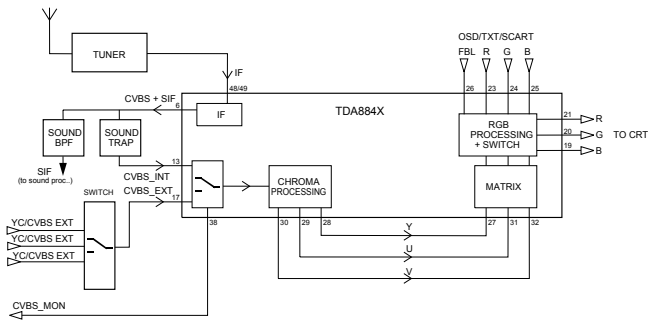 OSD/TXT/SCART
FBL R G B
TUNER
IF
48/49
26 23 24 25
CVBS + SIF
6
TDA884X
IF
SOUND
BPF
SOUND
TRAP
RGB
PROCESSING
+ SWITCH
21 R
20 G
TO CRT
19 B
SIF
(to sound proc..)
13
CVBS_INT
CVBS_EXT
17
CHROMA
PROCESSING
MATRIX
SWITCH
38
30 29 28
27 31 32
YC/CVBS EXT
YC/CVBS EXT
YC/CVBS EXT
Y
U
V
CVBS_MON